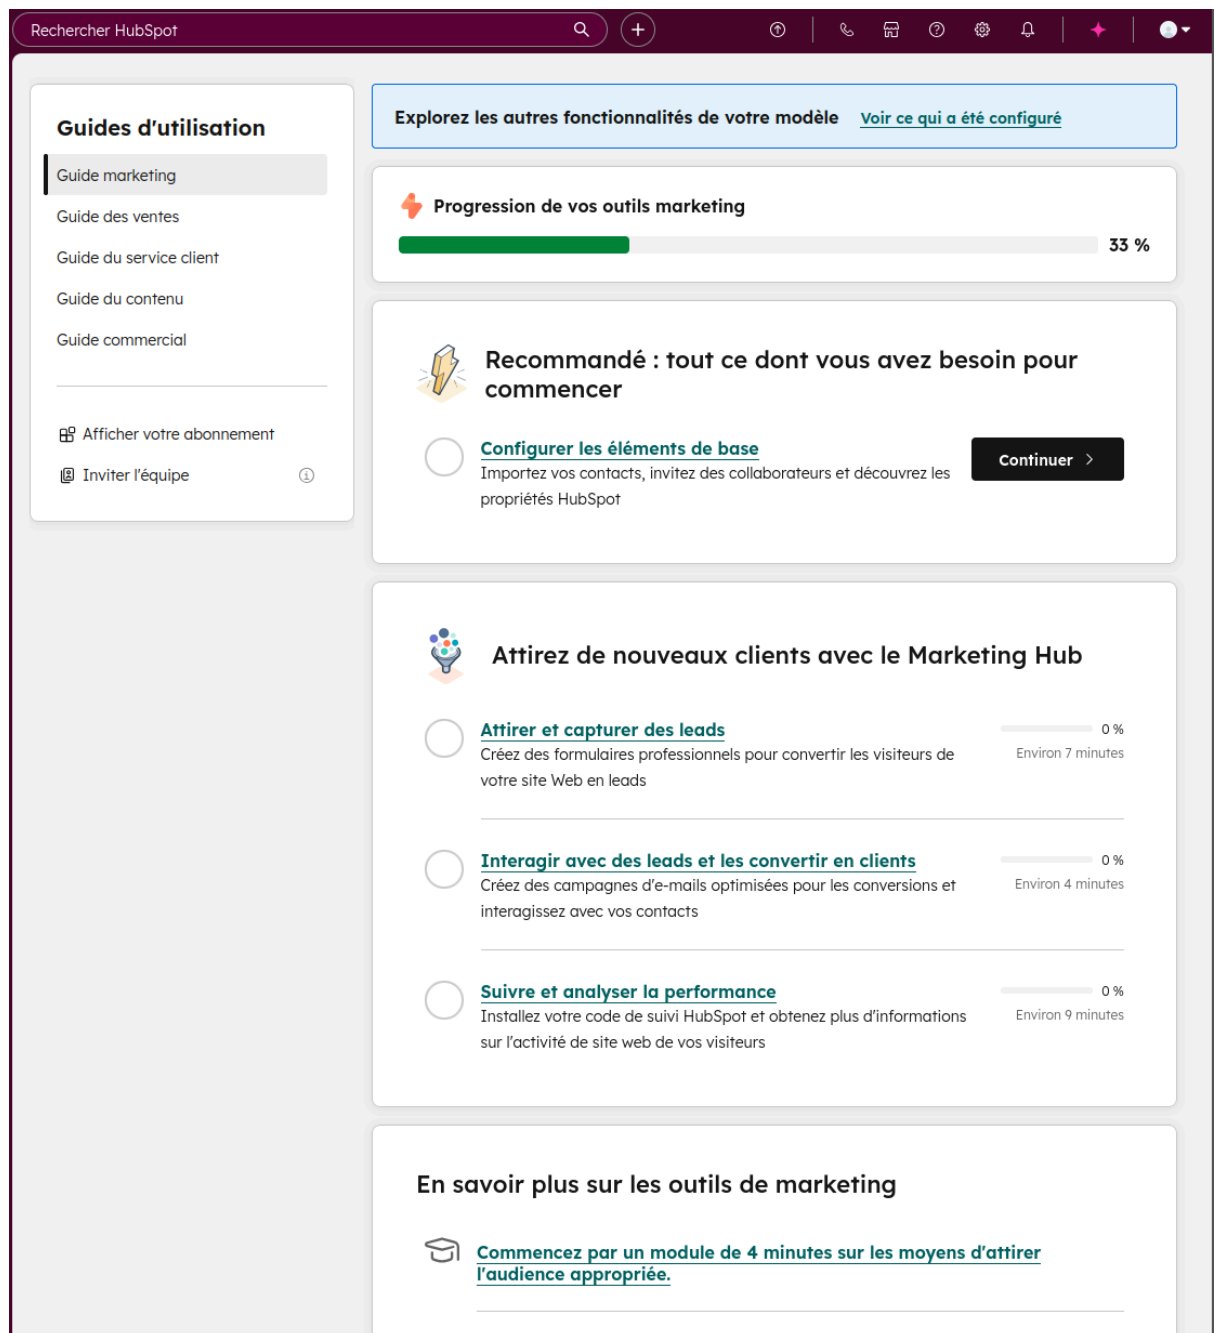 Rechercher HubSpot
Guides d'utilisation
Guide marketing
Guide des ventes
Guide du service client
Guide du contenu
Guide commercial
Afficher votre abonnement
Inviter l'équipe
Explorez les autres fonctionnalités de votre modèle Voir ce qui a été configuré
Progression de vos outils marketing
33 %
Recommandé : tout ce dont vous avez besoin pour
commencer
Configurer les éléments de base
Importez vos contacts, invitez des collaborateurs et découvrez les
propriétés HubSpot
Continuer
Attirez de nouveaux clients avec le Marketing Hub
Attirer et capturer des leads
Créez des formulaires professionnels pour convertir les visiteurs de
votre site Web en leads
0 %
Environ 7 minutes
Interagir avec des leads et les convertir en clients
Créez des campagnes d'e-mails optimisées pour les conversions et
interagissez avec vos contacts
0 %
Environ 4 minutes
Suivre et analyser la performance
Installez votre code de suivi HubSpot et obtenez plus d'informations
sur l'activité de site web de vos visiteurs
0 %
Environ 9 minutes
En savoir plus sur les outils de marketing
Commencez par un module de 4 minutes sur les moyens d'attirer
l'audience appropriée.